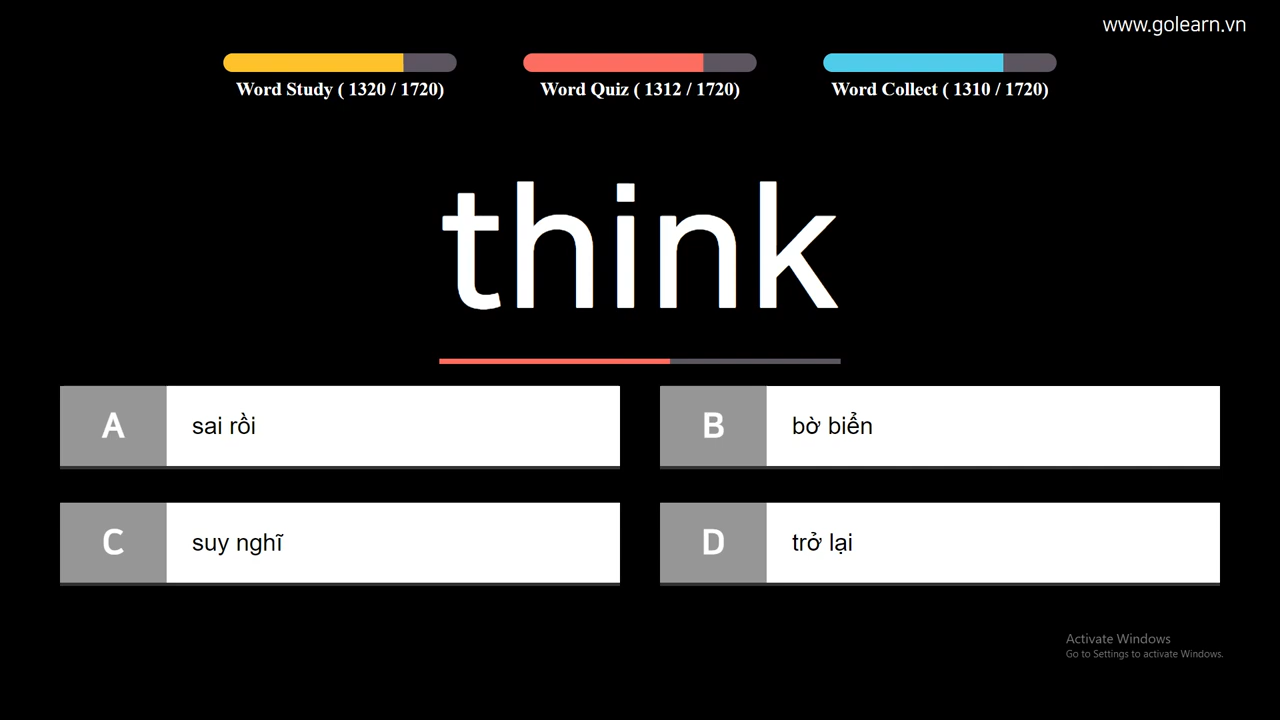 www.golearn.vn
Word Study ( 1320 / 1720)
Word Quiz ( 1312 / 1720)
Word Collect ( 1310 / 1720)
think
A sai rồi
B bờ biển
C suy nghĩ
D trở lại
Activate Windows
Go to Settings to activate Windows.